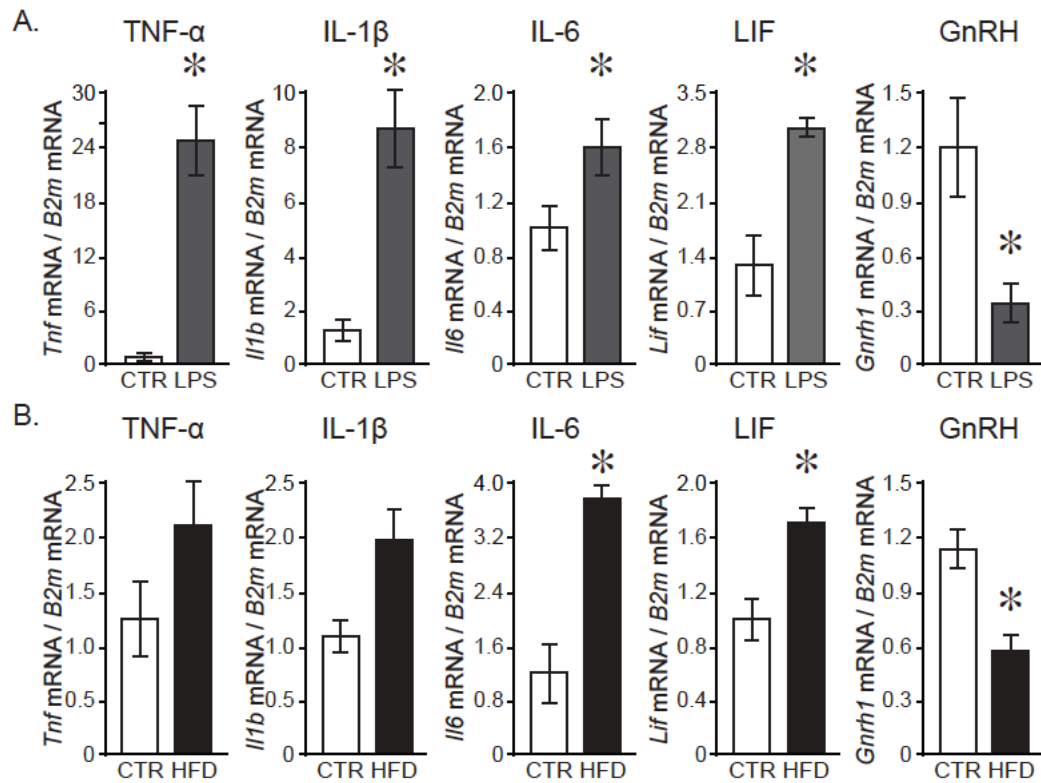 A.
TNF-α IL-1β IL-6 LIF GnRH
* * * * *
Tnf mRNA / B2m mRNA
30
24
18
12
6
0
CTR LPS
Il1b mRNA / B2m mRNA
10
8
6
4
2
0
CTR LPS
Il6 mRNA / B2m mRNA
2.0
1.6
1.2
0.8
0.4
0
CTR LPS
Lif mRNA / B2m mRNA
3.5
2.8
2.1
1.4
0.7
0
CTR LPS
Gnrh1 mRNA / B2m mRNA
1.5
1.2
0.9
0.6
0.3
0
CTR LPS
B.
TNF-α IL-1β IL-6 LIF GnRH
* * *
Tnf mRNA / B2m mRNA
2.5
2.0
1.5
1.0
0.5
0
CTR HFD
Il1b mRNA / B2m mRNA
2.5
2.0
1.5
1.0
0.5
0
CTR HFD
Il6 mRNA / B2m mRNA
4.0
3.2
2.4
1.6
0.8
0
CTR HFD
Lif mRNA / B2m mRNA
2.0
1.6
1.2
0.8
0.4
0
CTR HFD
Gnrh1 mRNA / B2m mRNA
1.5
1.2
0.9
0.6
0.3
0
CTR HFD